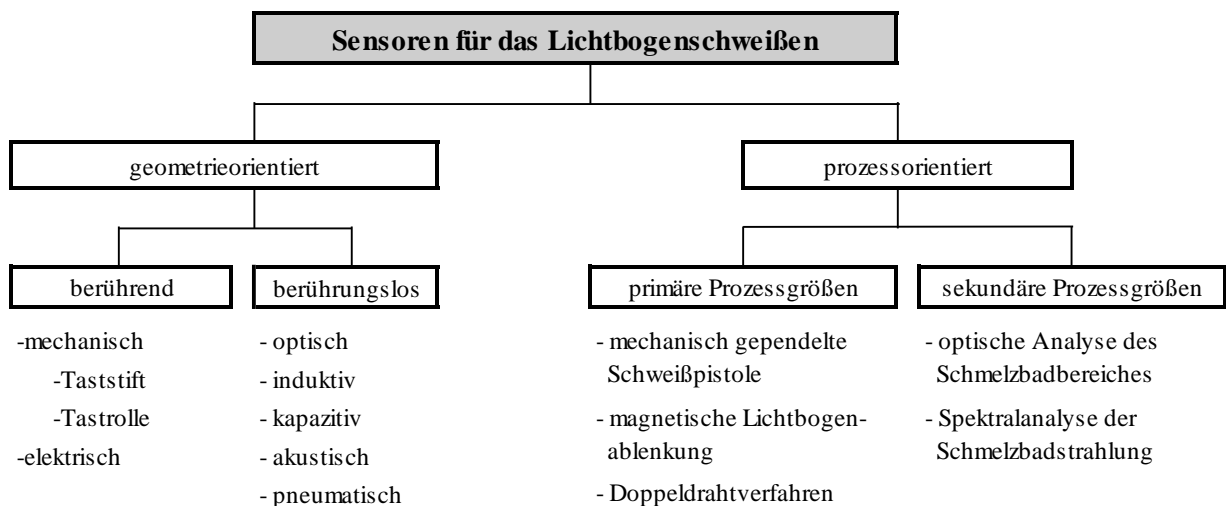 Sensoren für das Lichtbogenschweißen
geometrieorientiert
prozessorientiert
berührend
berührungslos
primäre Prozessgrößen
sekundäre Prozessgrößen
-mechanisch
-Taststift
-Tastrolle
-elektrisch
- optisch
- induktiv
- kapazitiv
- akustisch
- pneumatisch
- mechanisch gependelte
Schweißpistole
- magnetische Lichtbogen-
ablenkung
- Doppeldrahtverfahren
- optische Analyse des
Schmelzbadbereiches
- Spektralanalyse der
Schmelzbadstrahlung